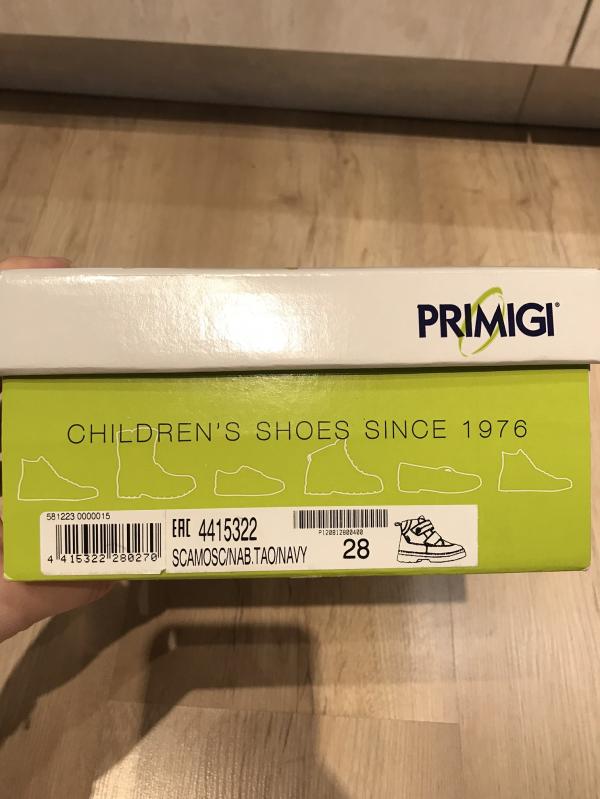 PRIMIGI®
CHILDREN'S SHOES SINCE 1976
581223 0000015
4 415322 280270
EAC 4415322
SCAMOSC/NAB.TAO/NAVY
28